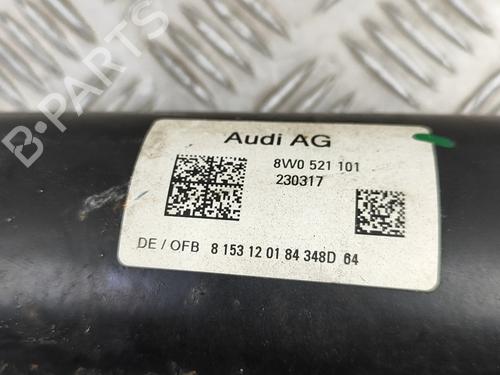 B-Parts
Audi AG
8W0 521 101
230317
DE / OFB 8 153 12 01 84 348D 64